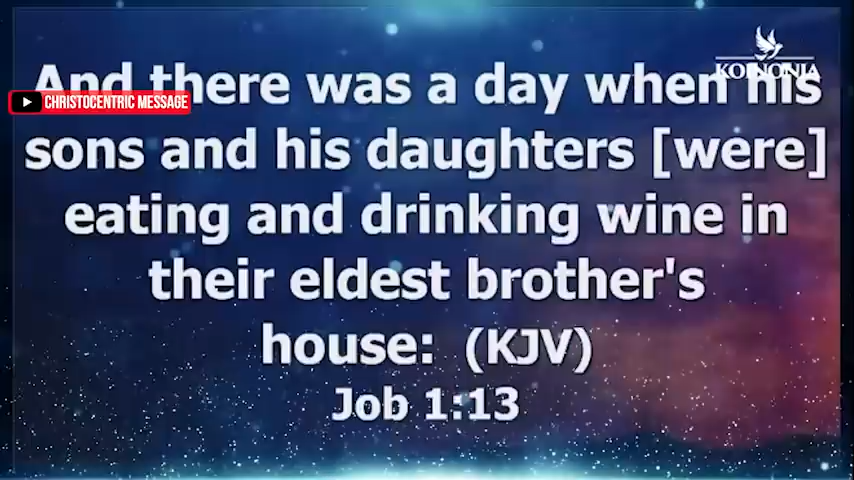 KOINONIA
And there was a day when his
CHRISTOCENTRIC MESSAGE
sons and his daughters [were]
eating and drinking wine in
their eldest brother's
house: (KJV)
Job 1:13